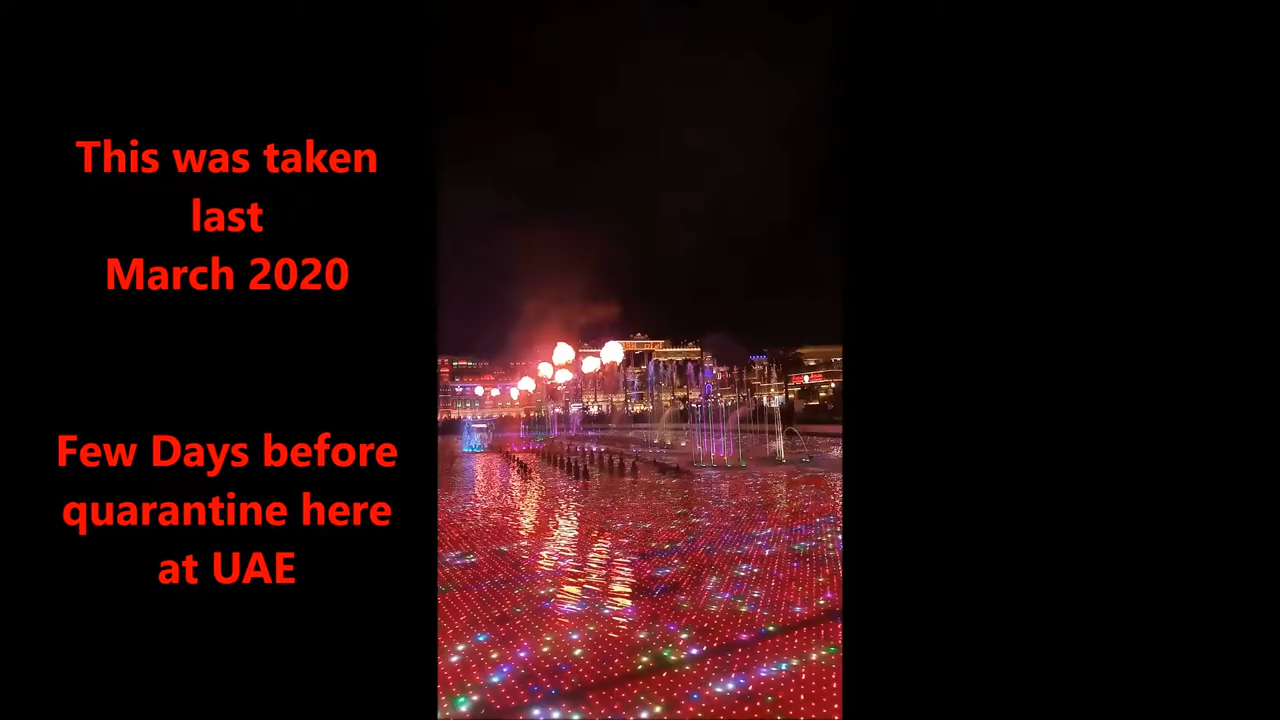 This was taken
last
March 2020
Few Days before
quarantine here
at UAE